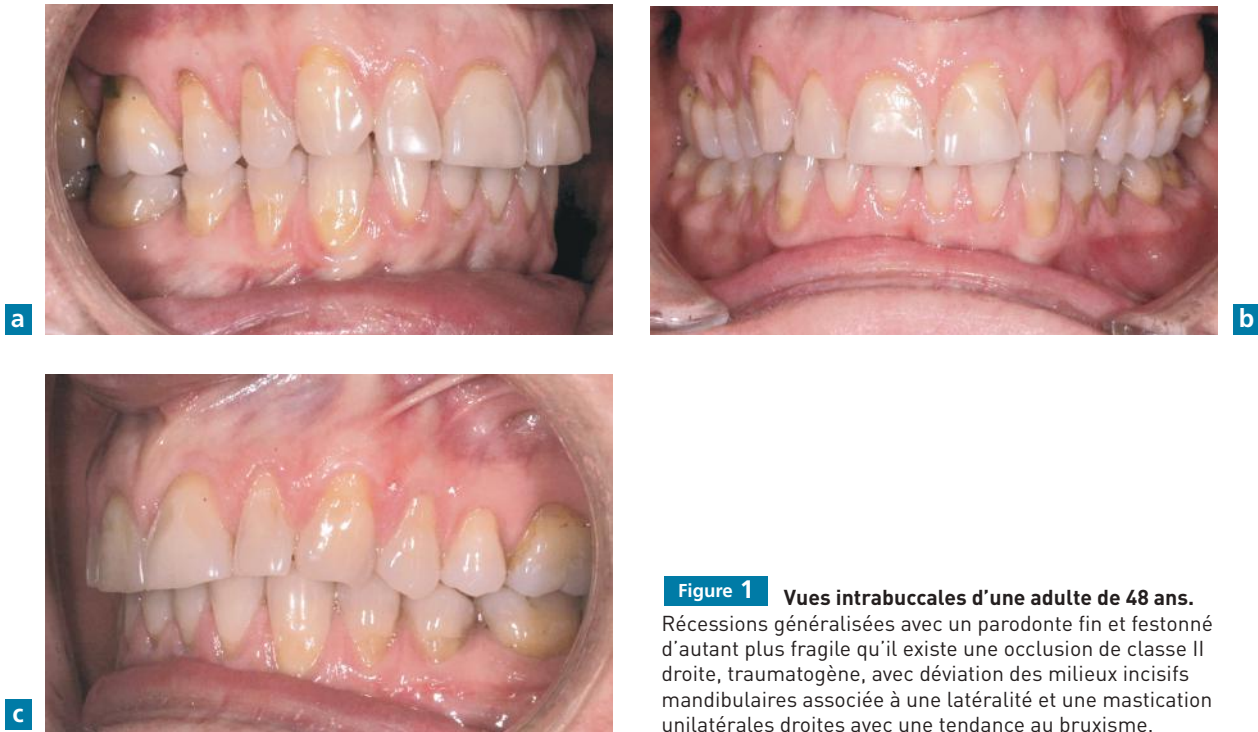 a
b
c
Figure 1 Vues intrabuccales d’une adulte de 48 ans.
Récessions généralisées avec un parodonte fin et festonné
d’autant plus fragile qu’il existe une occlusion de classe II
droite, traumatogène, avec déviation des milieux incisifs
mandibulaires associée à une latéralité et une mastication
unilatérales droites avec une tendance au bruxisme.